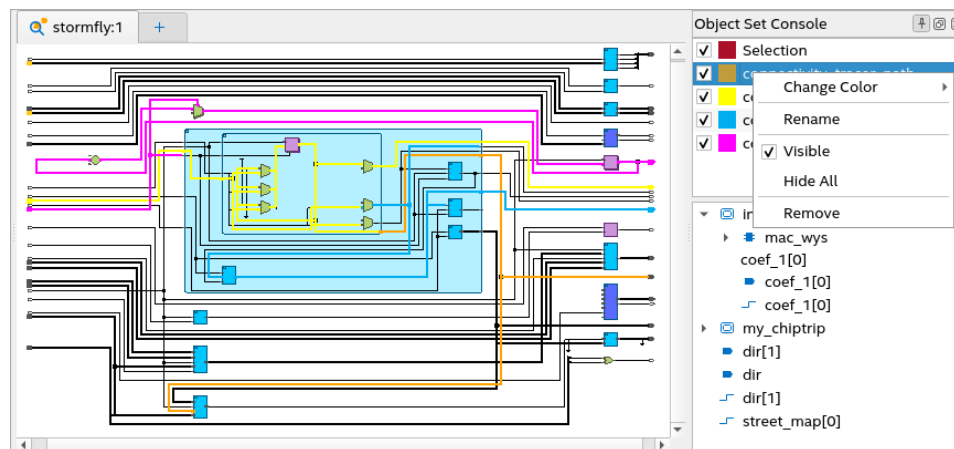 stormfly:1
+
Object Set Console
Selection
Change Color
Rename
Visible
Hide All
Remove
mac_wys
coef_1[0]
coef_1[0]
coef_1[0]
my_chiptrip
dir[1]
dir
dir[1]
street_map[0]